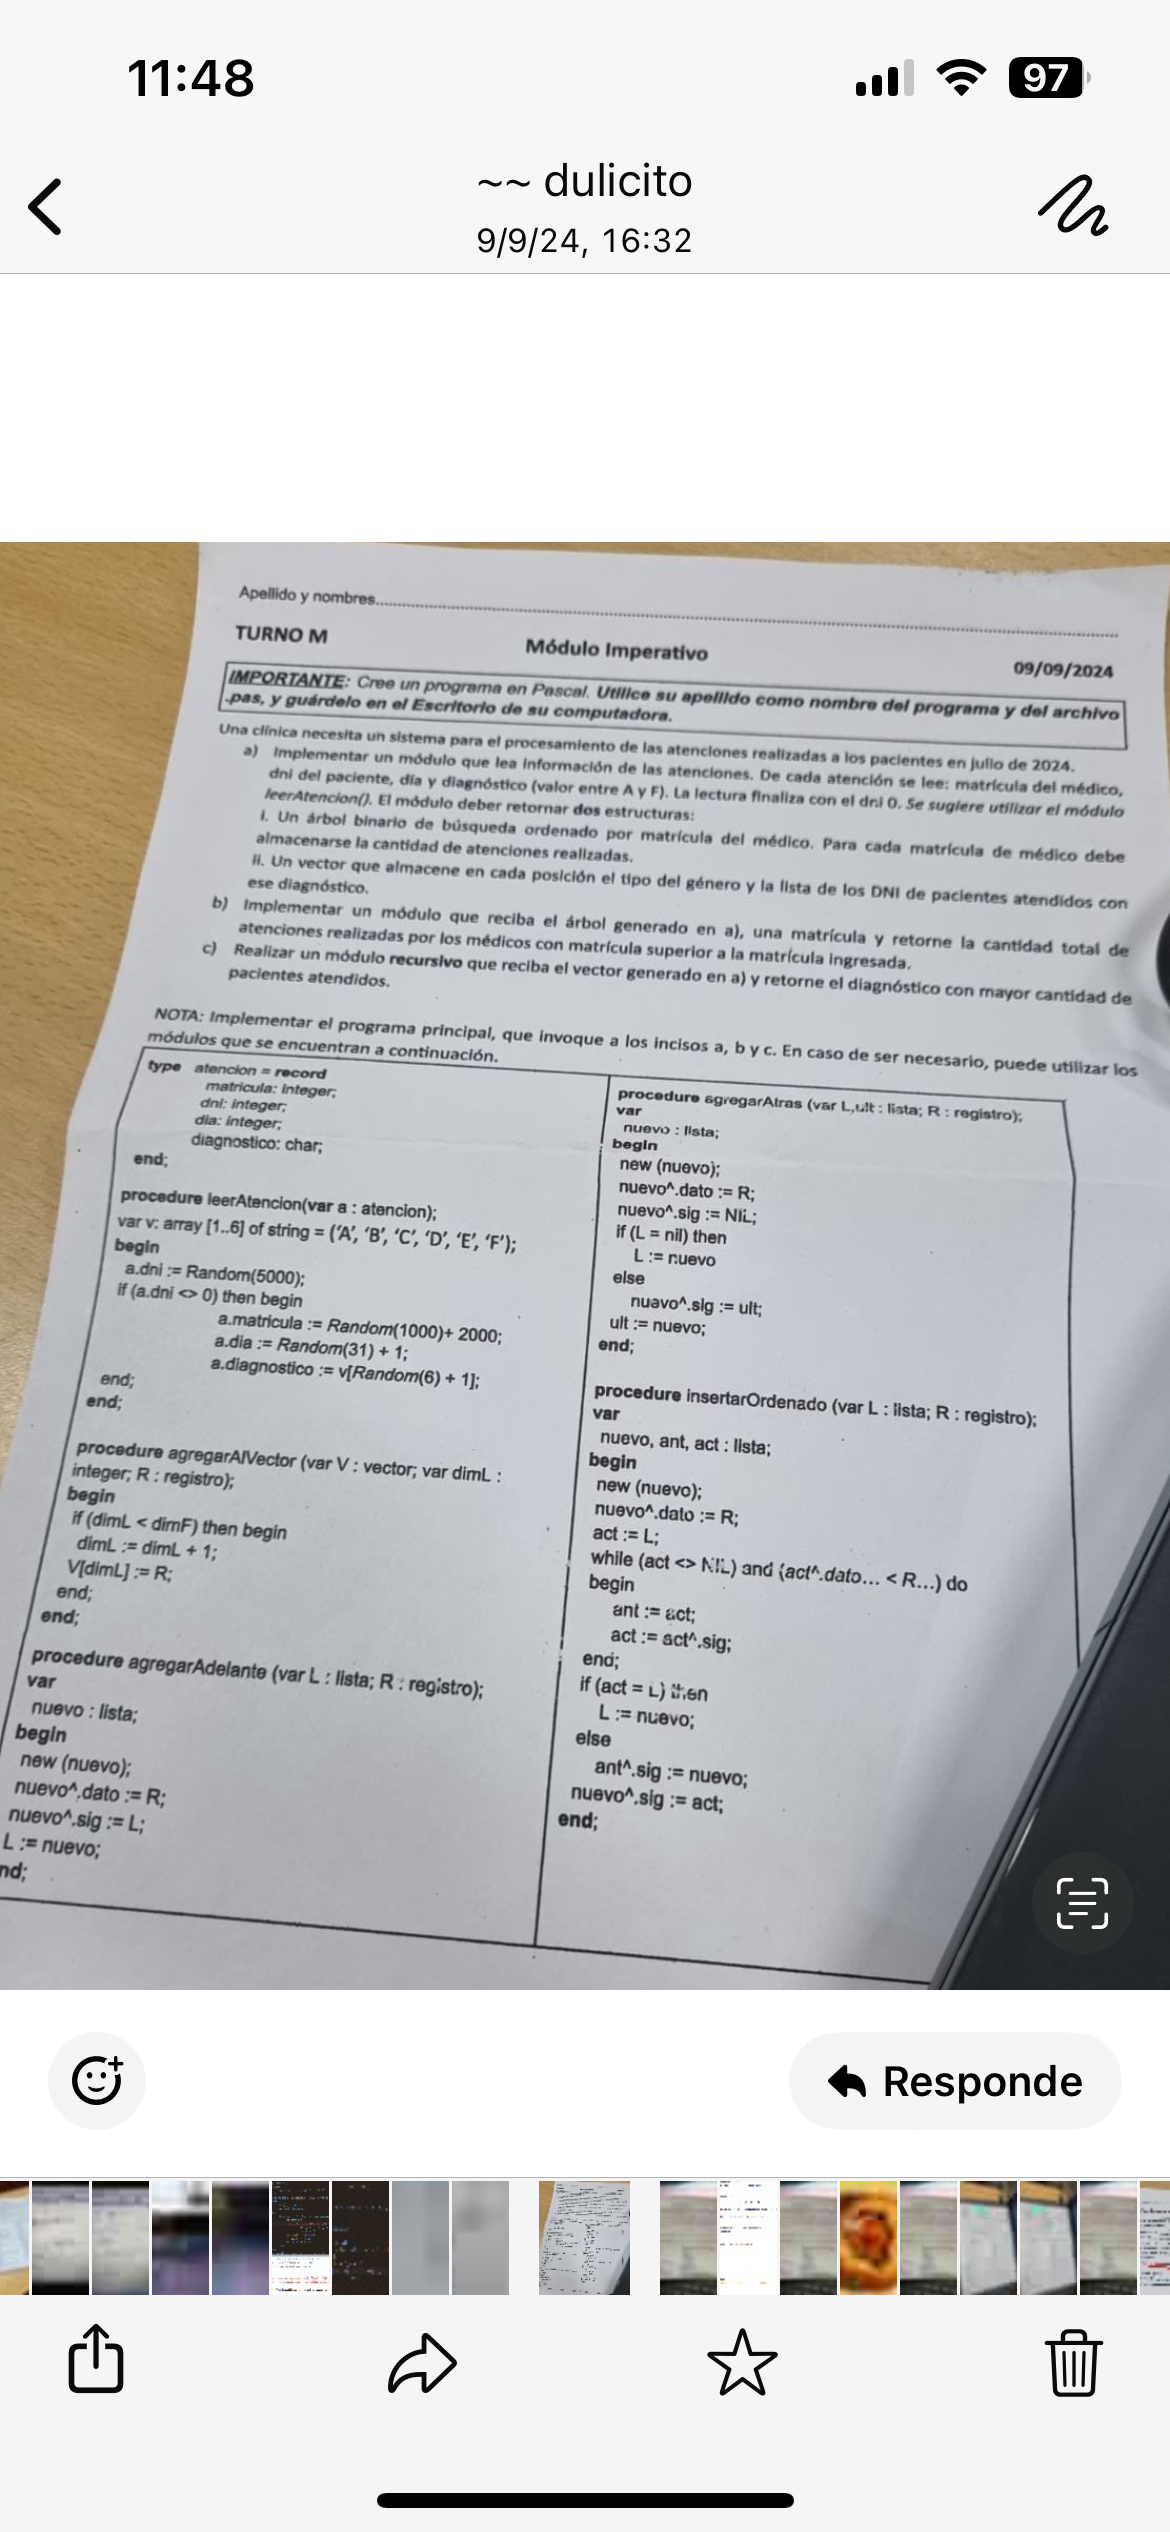 11:48
97
~~ dulicito
9/9/24, 16:32
Apellido y nombres
TURNO M
Módulo Imperativo
09/09/2024
IMPORTANTE: Cree un programa en Pascal. Utilice su apellido como nombre del programa y del archivo
.pas, y guárdelo en el Escritorio de su computadora.
Una clínica necesita un sistema para el procesamiento de las atenciones realizadas a los pacientes en julio de 2024.
a) Implementar un módulo que lea información de las atenciones. De cada atención se lee: matrícula del médico,
dni del paciente, día y diagnóstico (valor entre A y F). La lectura finaliza con el dni 0. Se sugiere utilizar el módulo
leerAtencion(). El módulo deber retornar dos estructuras:
i. Un árbol binario de búsqueda ordenado por matrícula del médico. Para cada matrícula de médico debe
almacenarse la cantidad de atenciones realizadas.
ii. Un vector que almacene en cada posición el tipo del género y la lista de los DNI de pacientes atendidos con
ese diagnóstico.
b) Implementar un módulo que reciba el árbol generado en a), una matrícula y retorne la cantidad total de
atenciones realizadas por los médicos con matrícula superior a la matrícula ingresada.
c) Realizar un módulo recursivo que reciba el vector generado en a) y retorne el diagnóstico con mayor cantidad de
pacientes atendidos.
NOTA: Implementar el programa principal, que invoque a los incisos a, b y c. En caso de ser necesario, puede utilizar los
módulos que se encuentran a continuación.
type atencion = record
matricula: integer;
dni: integer;
dia: integer;
diagnostico: char;
end;
procedure leerAtencion(var a : atencion);
var v: array [1..6] of string = ('A', 'B', 'C', 'D', 'E', 'F');
begin
a.dni := Random(5000);
if (a.dni <> 0) then begin
a.matricula := Random(1000)+ 2000;
a.dia := Random(31) + 1;
a.diagnostico := v[Random(6) + 1];
end;
end;
procedure agregarAlVector (var V : vector; var dimL :
integer; R : registro);
begin
if (dimL < dimF) then begin
dimL := dimL + 1;
V[dimL] := R;
end;
end;
procedure agregarAdelante (var L : lista; R : registro);
var
nuevo : lista;
begin
new (nuevo);
nuevo^.dato := R;
nuevo^.sig := L;
L := nuevo;
nd;
procedure agregarAtras (var L,ult : lista; R : registro);
var
nuevo : lista;
begin
new (nuevo);
nuevo^.dato := R;
nuevo^.sig := NIL;
if (L = nil) then
L := nuevo
else
nuavo^.sig := ult;
ult := nuevo;
end;
procedure insertarOrdenado (var L : lista; R : registro);
var
nuevo, ant, act : lista;
begin
new (nuevo);
nuevo^.dato := R;
act := L;
while (act <> NIL) and (act^.dato... < R...) do
begin
ant := act;
act := act^.sig;
end;
if (act = L) then
L := nuevo;
else
ant^.sig := nuevo;
nuevo^.sig := act;
end;
Responde